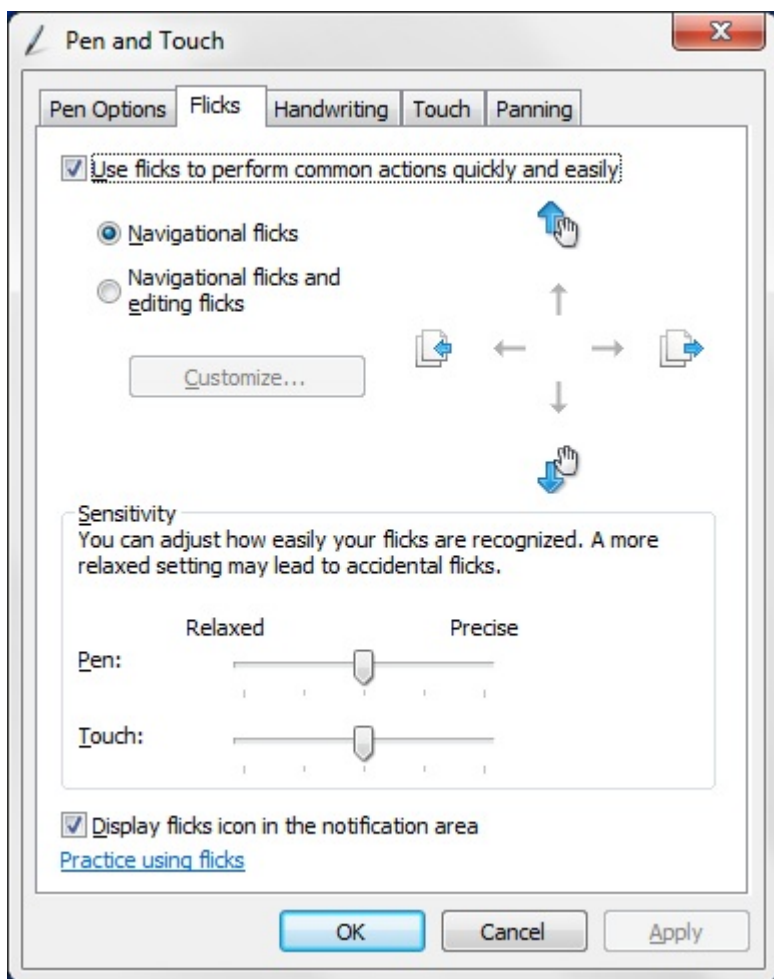 Pen and Touch
Pen Options Flicks Handwriting Touch Panning
Use flicks to perform common actions quickly and easily
Navigational flicks
Navigational flicks and
editing flicks
Customize...
Sensitivity
You can adjust how easily your flicks are recognized. A more
relaxed setting may lead to accidental flicks.
Relaxed Precise
Pen:
Touch:
Display flicks icon in the notification area
Practice using flicks
OK Cancel Apply